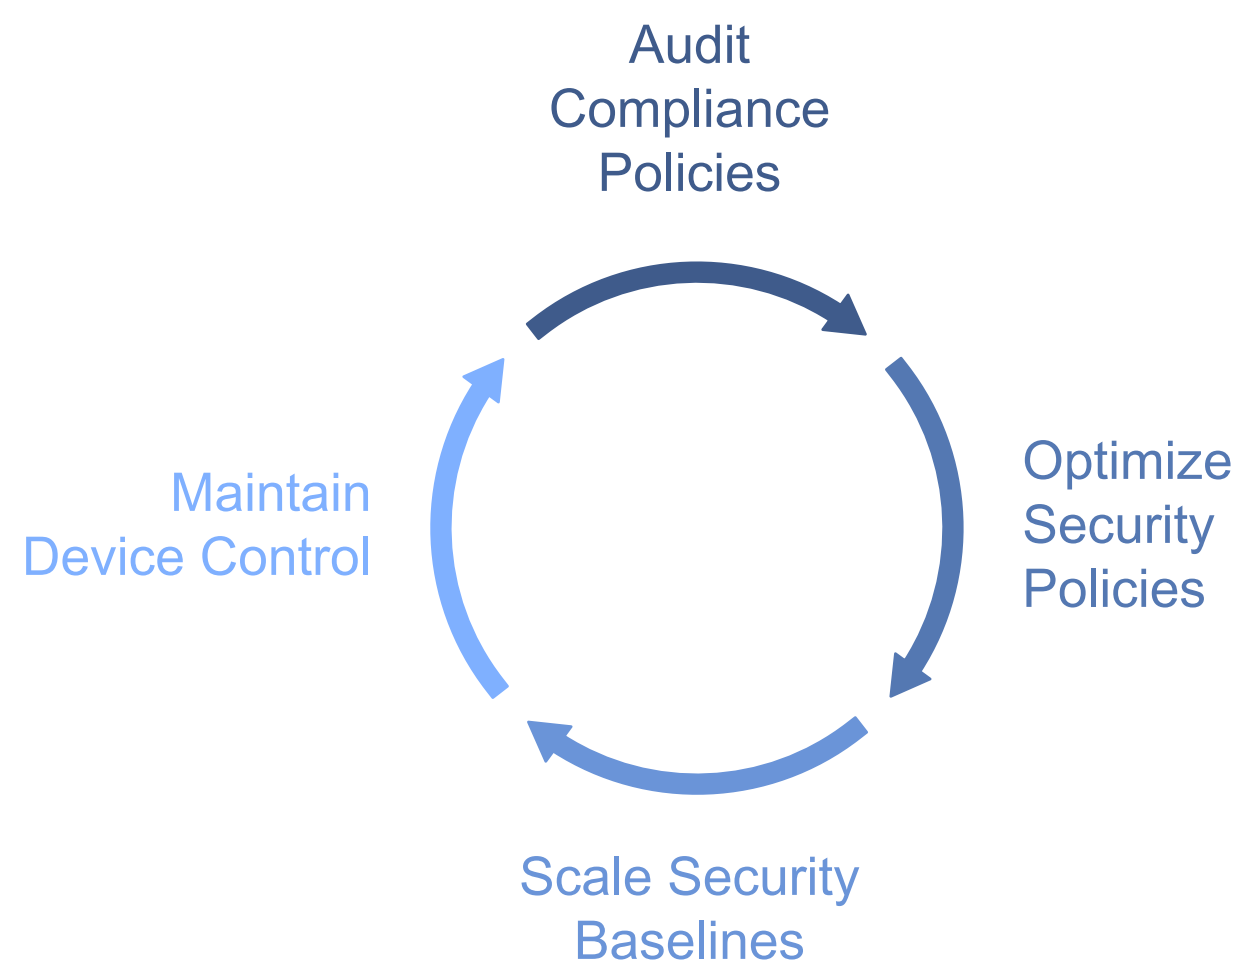 Audit
Compliance
Policies
Optimize
Security
Policies
Maintain
Device Control
Scale Security
Baselines